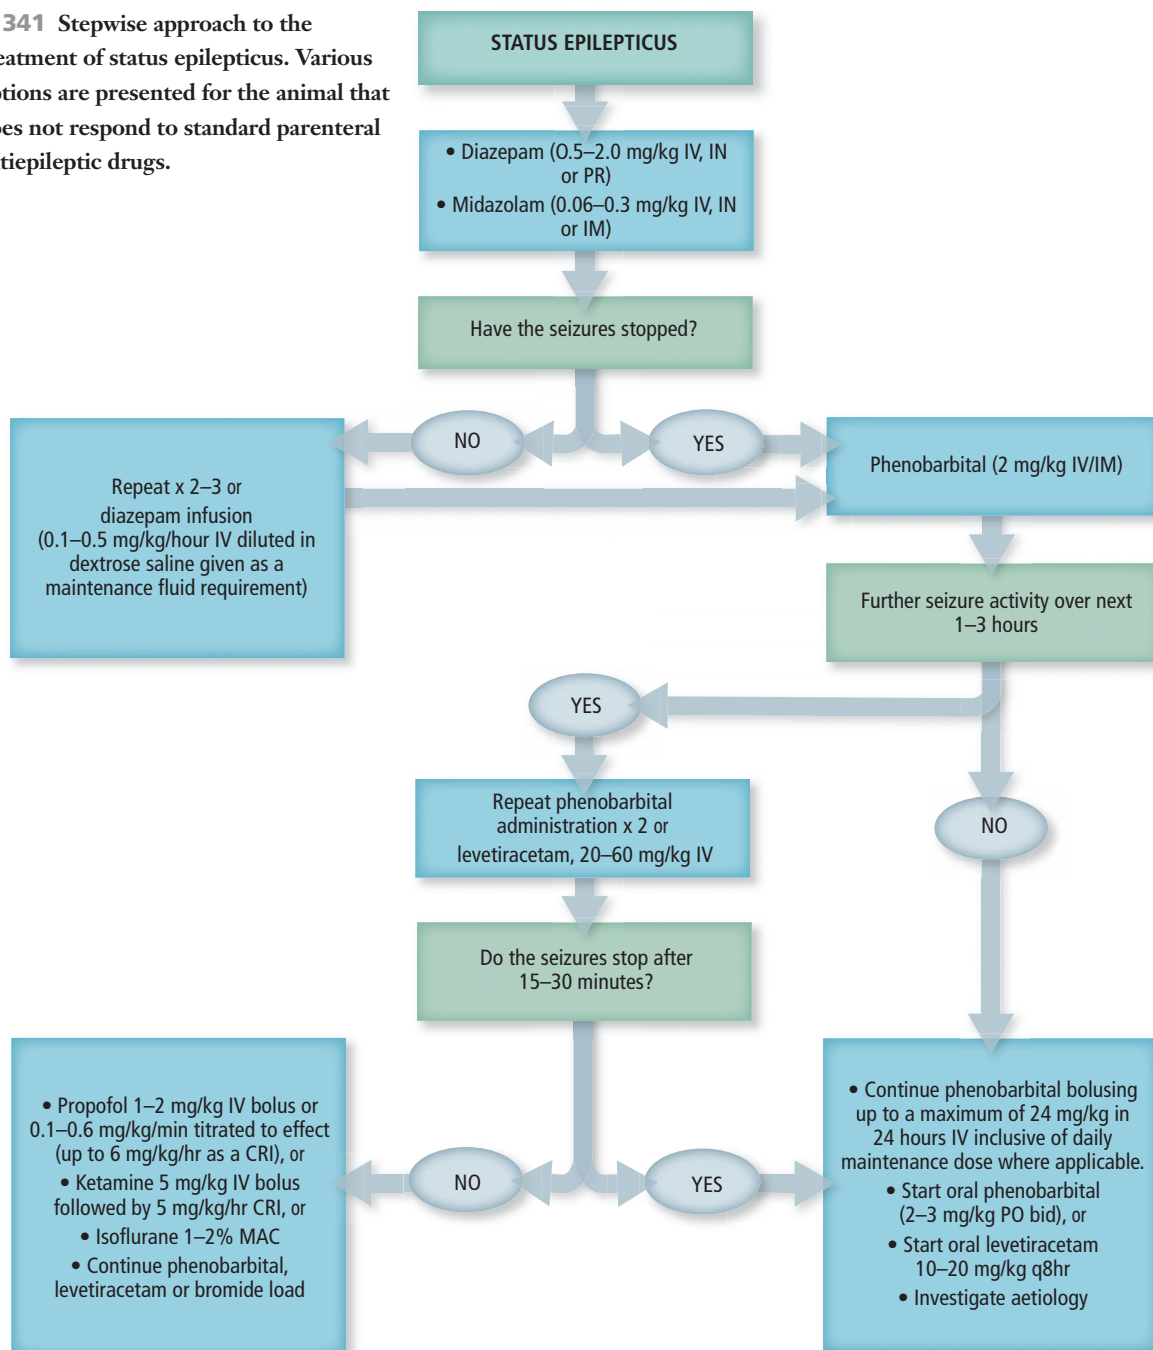 341 Stepwise approach to the
eatment of status epilepticus. Various
tions are presented for the animal that
oes not respond to standard parenteral
tiepileptic drugs.
STATUS EPILEPTICUS
• Diazepam (0.5–2.0 mg/kg IV, IN
or PR)
• Midazolam (0.06–0.3 mg/kg IV, IN
or IM)
Have the seizures stopped?
NO
YES
Repeat x 2–3 or
diazepam infusion
(0.1–0.5 mg/kg/hour IV diluted in
dextrose saline given as a
maintenance fluid requirement)
Phenobarbital (2 mg/kg IV/IM)
Further seizure activity over next
1–3 hours
YES
NO
Repeat phenobarbital
administration x 2 or
levetiracetam, 20–60 mg/kg IV
Do the seizures stop after
15–30 minutes?
NO
YES
• Propofol 1–2 mg/kg IV bolus or
0.1–0.6 mg/kg/min titrated to effect
(up to 6 mg/kg/hr as a CRI), or
• Ketamine 5 mg/kg IV bolus
followed by 5 mg/kg/hr CRI, or
• Isoflurane 1–2% MAC
• Continue phenobarbital,
levetiracetam or bromide load
• Continue phenobarbital bolusing
up to a maximum of 24 mg/kg in
24 hours IV inclusive of daily
maintenance dose where applicable.
• Start oral phenobarbital
(2–3 mg/kg PO bid), or
• Start oral levetiracetam
10–20 mg/kg q8hr
• Investigate aetiology